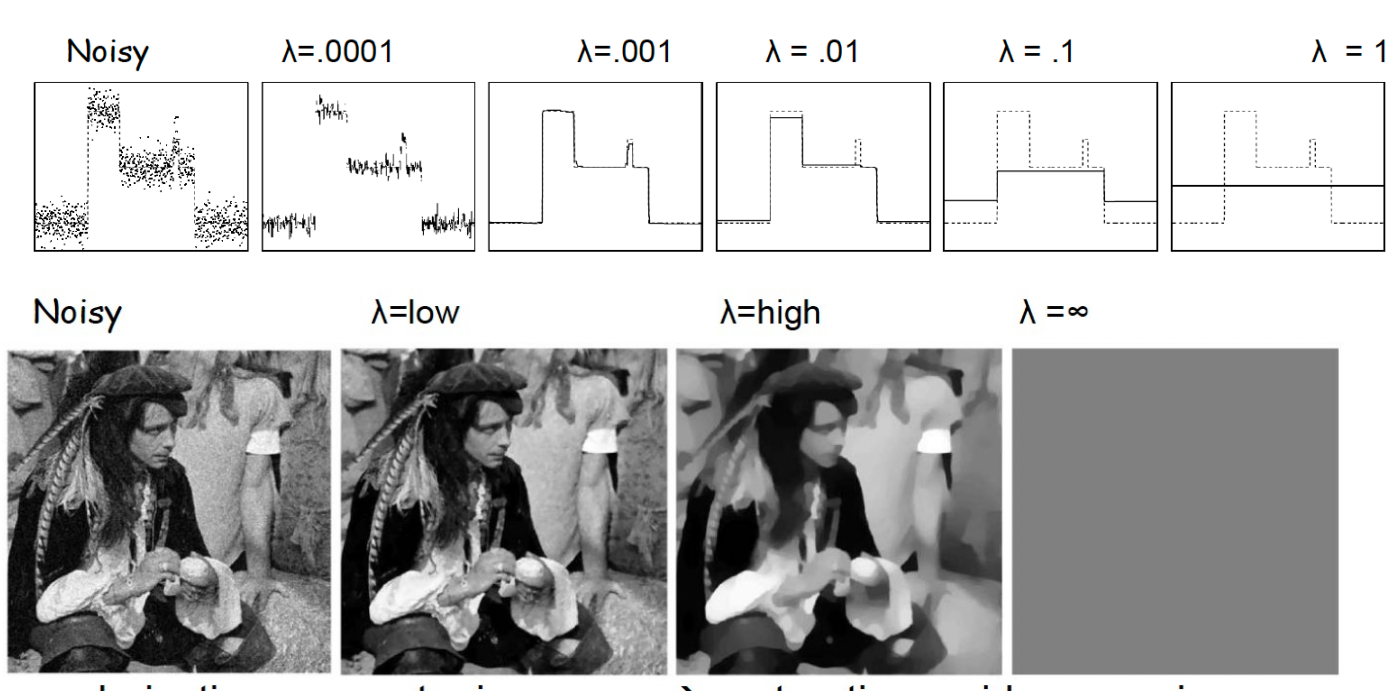 Noisy λ=.0001 λ=.001 λ = .01 λ = .1 λ = 1
Noisy λ=low λ=high λ =∞